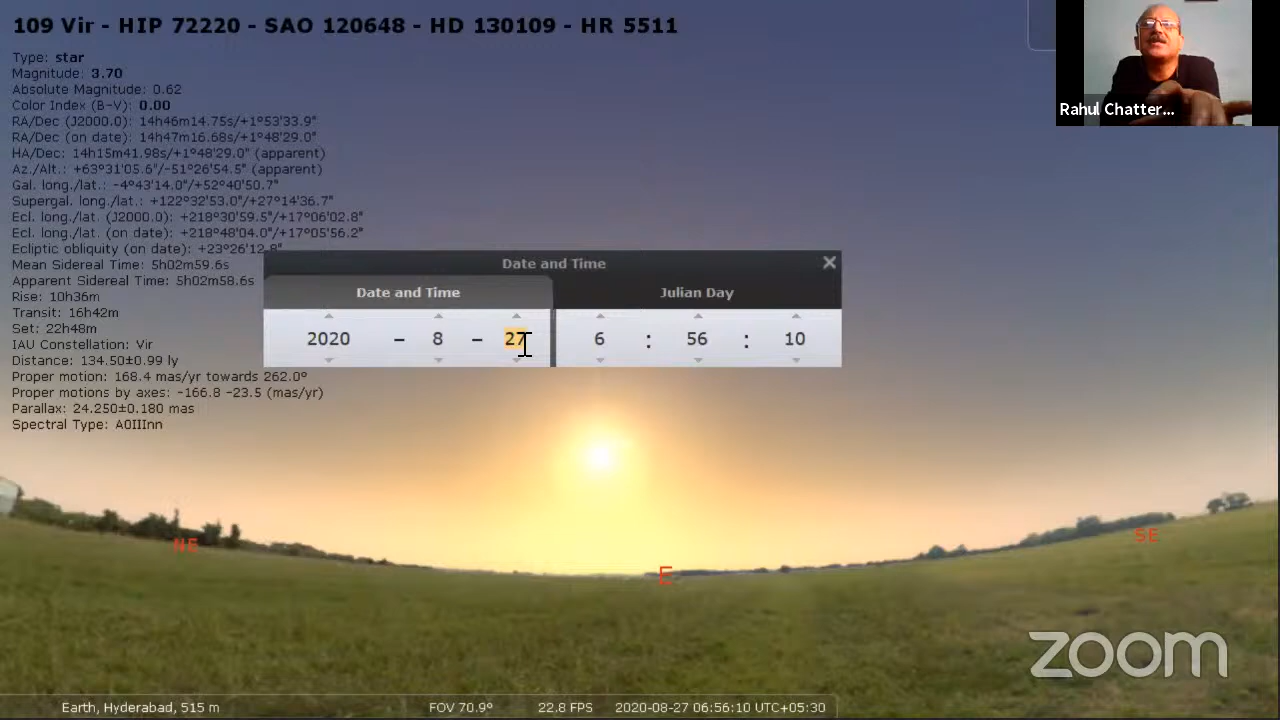 109 Vir - HIP 72220 - SAO 120648 - HD 130109 - HR 5511
Type: star
Magnitude: 3.70
Absolute Magnitude: 0.62
Color Index (B-V): 0.00
RA/Dec (J2000.0): 14h46m14.75s/+1°53'33.9"
RA/Dec (on date): 14h47m16.68s/+1°48'29.0"
HA/Dec: 14h15m41.98s/+1°48'29.0" (apparent)
Az./Alt.: +63°31'05.6"/-51°26'54.5" (apparent)
Gal. long./lat.: -4°43'14.0"/+52°40'50.7"
Supergal. long./lat.: +122°32'53.0"/+27°14'36.7"
Ecl. long./lat. (J2000.0): +218°30'59.5"/+17°06'02.8"
Ecl. long./lat. (on date): +218°48'04.0"/+17°05'56.2"
Ecliptic obliquity (on date): +23°26'12.8"
Mean Sidereal Time: 5h02m59.6s
Apparent Sidereal Time: 5h02m58.6s
Rise: 10h36m
Transit: 16h42m
Set: 22h48m
IAU Constellation: Vir
Distance: 134.50±0.99 ly
Proper motion: 168.4 mas/yr towards 262.0°
Proper motions by axes: -166.8 -23.5 (mas/yr)
Parallax: 24.250±0.180 mas
Spectral Type: A0IIInn
Rahul Chatter...
Date and Time
Date and Time Julian Day
2020 - 8 - 27 6 : 56 : 10
NE
E
SE
zoom
Earth, Hyderabad, 515 m FOV 70.9° 22.8 FPS 2020-08-27 06:56:10 UTC+05:30